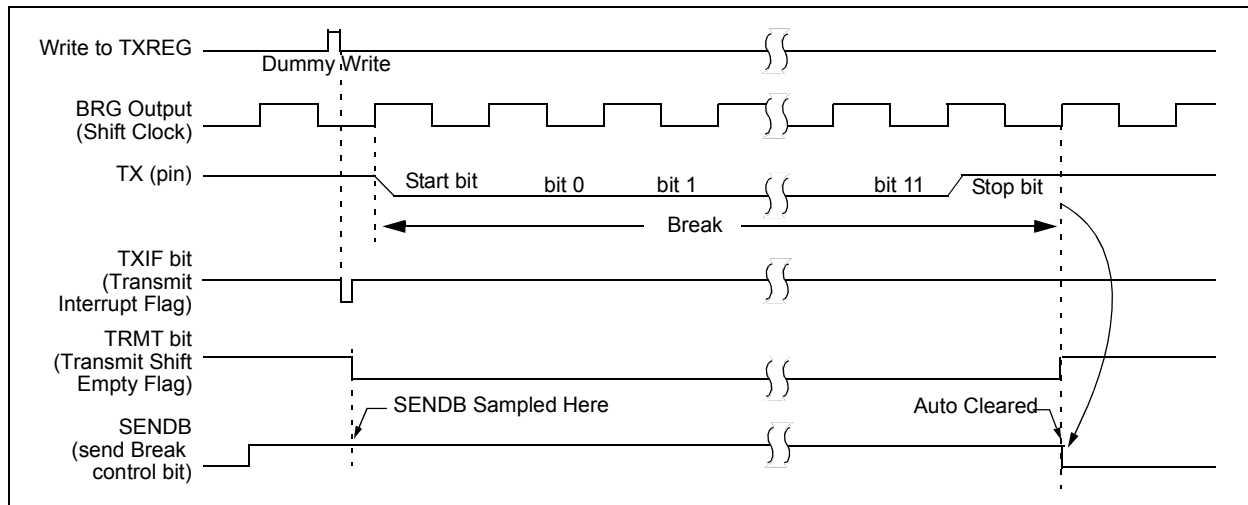 Write to TXREG
Dummy Write
BRG Output
(Shift Clock)
TX (pin)
Start bit
bit 0
bit 1
bit 11
Stop bit
Break
TXIF bit
(Transmit
Interrupt Flag)
TRMT bit
(Transmit Shift
Empty Flag)
SENDB Sampled Here
Auto Cleared
SENDB
(send Break
control bit)